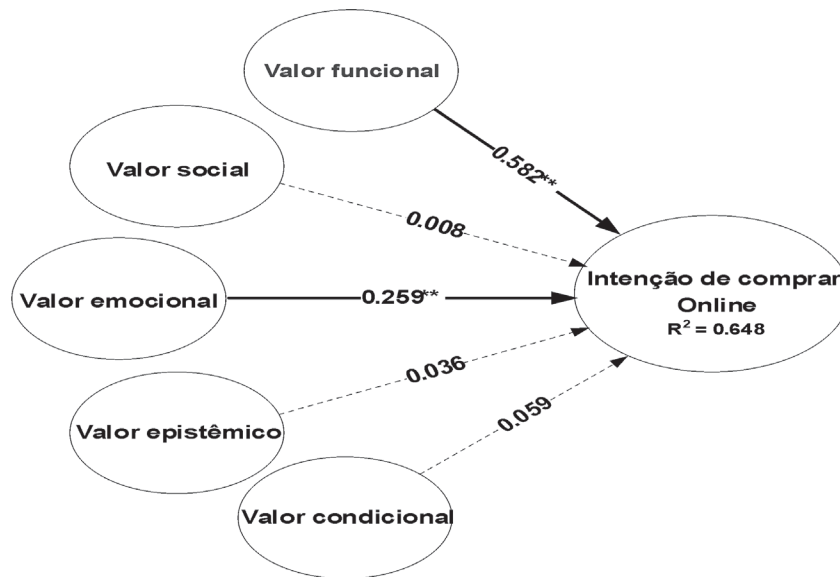 Valor funcional
0.582**
Valor social
0.008
Valor emocional
0.259**
Intenção de comprar
Online
R² = 0.648
0.036
Valor epistêmico
0.059
Valor condicional